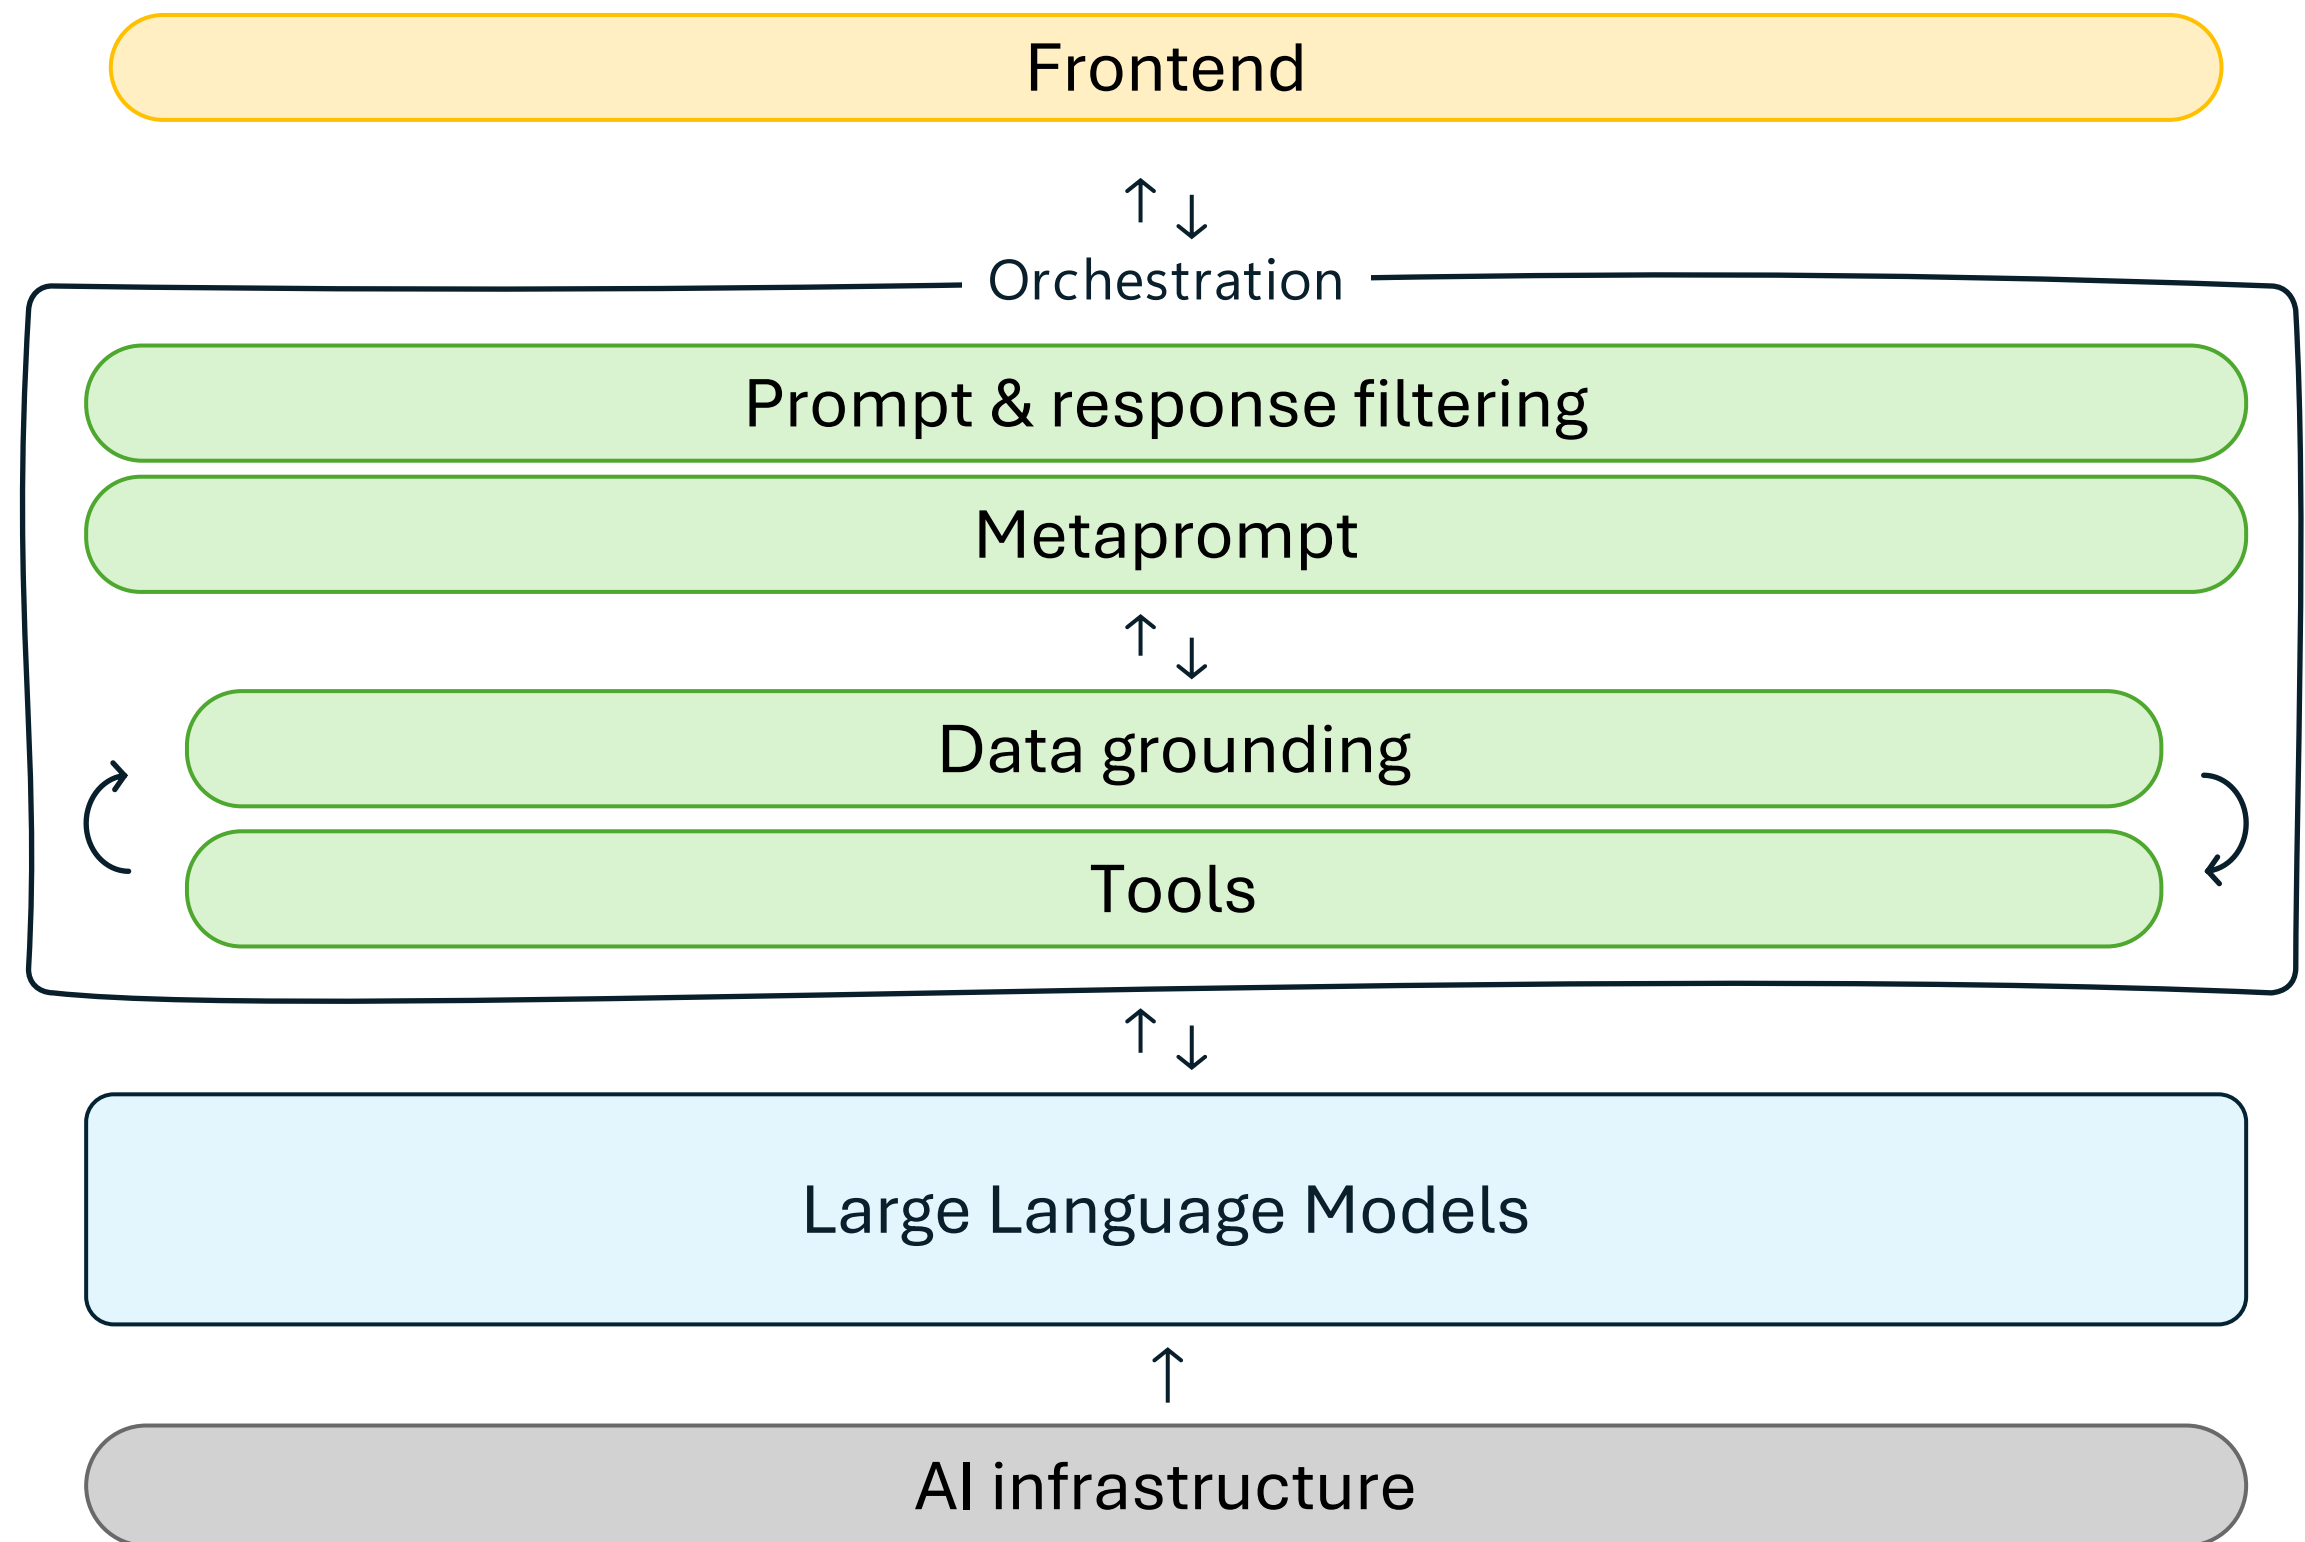 Frontend
Orchestration
Prompt & response filtering
Metaprompt
Data grounding
Tools
Large Language Models
AI infrastructure